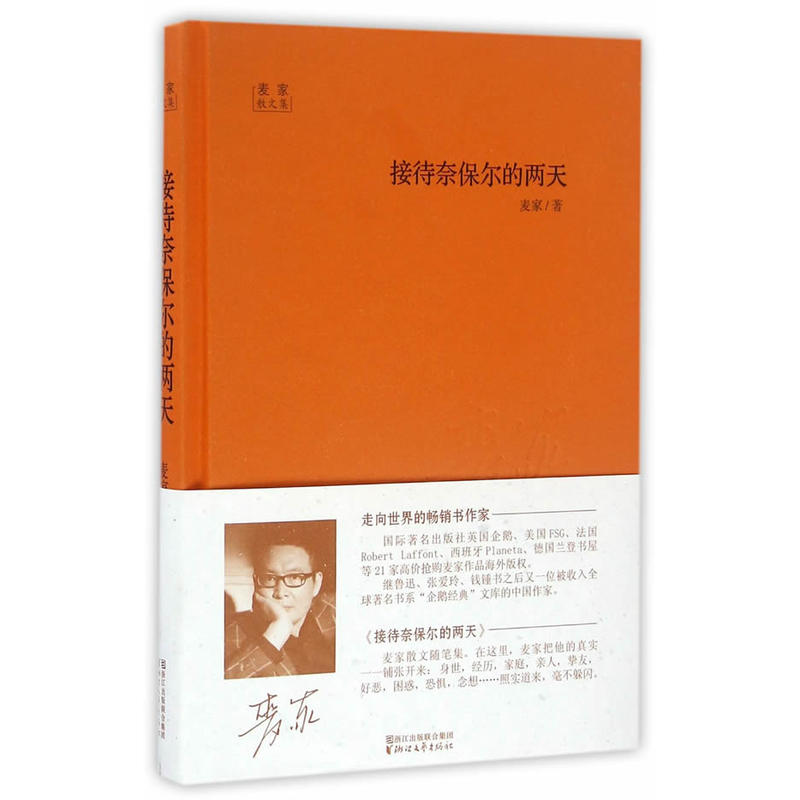 麦家
散文集
接待奈保尔的两天
麦家/著
家
文集
接待奈保尔的两天
麦家
走向世界的畅销书作家
国际著名出版社英国企鹅、美国FSG、法国
Robert Laffont、西班牙Planeta、德国兰登书屋
等21家高价抢购麦家作品海外版权。
继鲁迅、张爱玲、钱锺书之后又一位被收入全
球著名书系“企鹅经典”文库的中国作家。
《接待奈保尔的两天》
麦家散文随笔集。在这里，麦家把他的真实
——铺张开来：身世，经历，家庭，亲人，挚友，
好恶，困惑，恐惧，念想……照实道来，毫不躲闪。
麦家
浙江出版联合集团
浙江文艺出版社
浙江出版联合集团